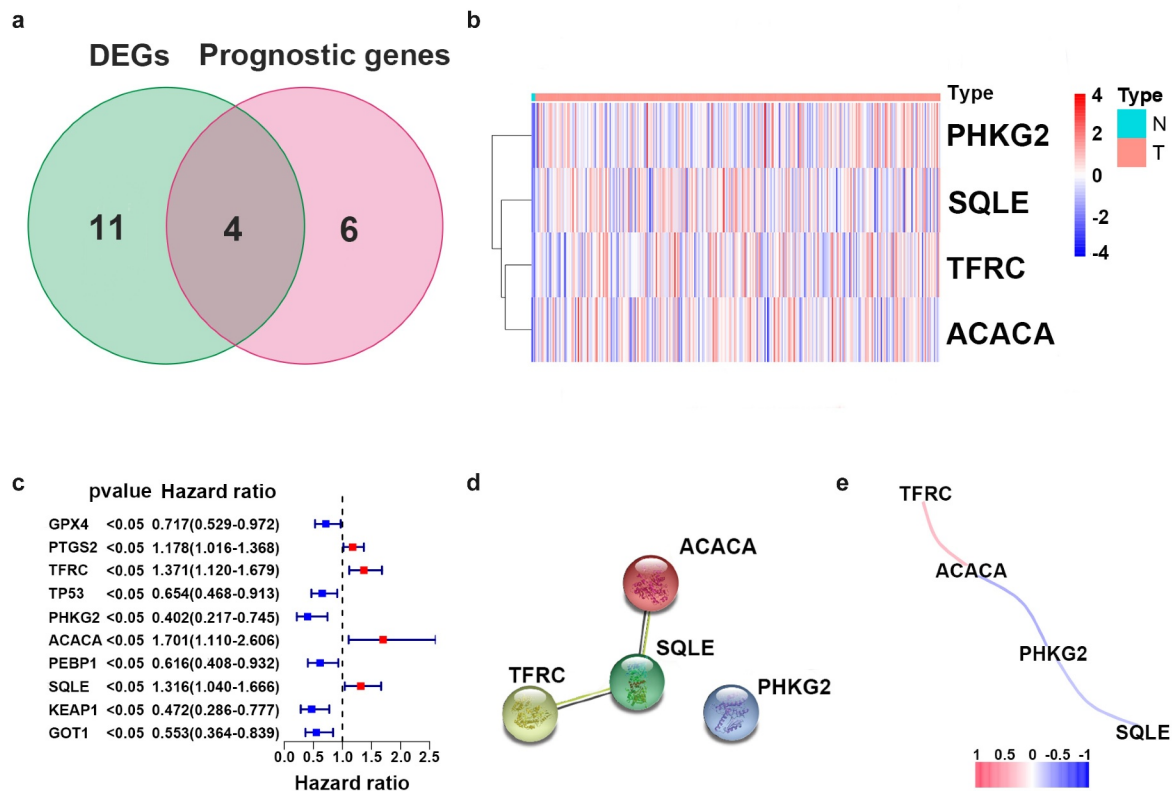 a
DEGs Prognostic genes
11 4 6
b
Type
PHKG2
SQLE
TFRC
ACACA
4
2
0
-2
-4
Type
N
T
c
pvalue Hazard ratio
GPX4 <0.05 0.717(0.529-0.972)
PTGS2 <0.05 1.178(1.016-1.368)
TFRC <0.05 1.371(1.120-1.679)
TP53 <0.05 0.654(0.468-0.913)
PHKG2 <0.05 0.402(0.217-0.745)
ACACA <0.05 1.701(1.110-2.606)
PEBP1 <0.05 0.616(0.408-0.932)
SQLE <0.05 1.316(1.040-1.666)
KEAP1 <0.05 0.472(0.286-0.777)
GOT1 <0.05 0.553(0.364-0.839)
0.0 0.5 1.0 1.5 2.0 2.5
Hazard ratio
d
ACACA
SQLE
TFRC
PHKG2
e
TFRC
ACACA
PHKG2
SQLE
1 0.5 0 -0.5 -1